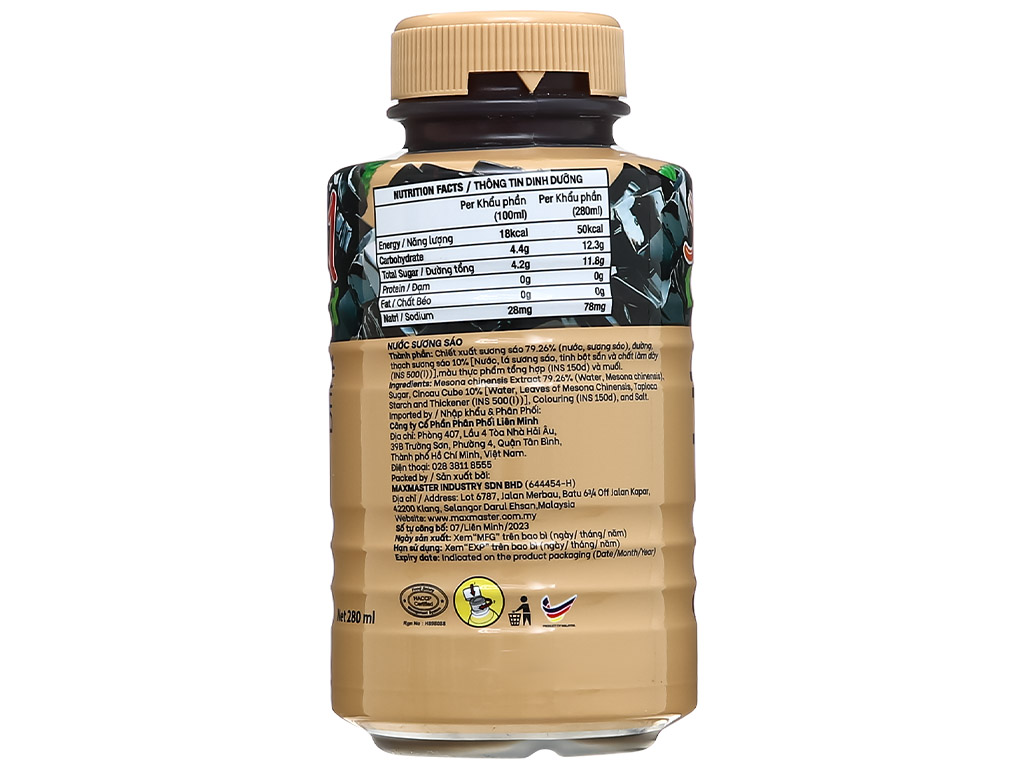 NUTRITION FACTS / THÔNG TIN DINH DƯỠNG
Per Khẩu phần (100ml) Per Khẩu phần (280ml)
Energy / Năng lượng 18kcal 50kcal
Carbohydrate 4.4g 12.3g
Total Sugar / Đường tổng 4.2g 11.8g
Protein / Đạm 0g 0g
Fat / Chất Béo 0g 0g
Natri / Sodium 28mg 78mg
NƯỚC SƯƠNG SÁO
Thành phần: Chiết xuất sương sáo 79.26% (nước, sương sáo), đường,
thạch sương sáo 10% [Nước, lá sương sáo, tinh bột sắn và chất làm dày
(INS 500(i))],màu thực phẩm tổng hợp (INS 150d) và muối.
Ingredients: Mesona chinensis Extract 79.26% (Water, Mesona chinensis),
Sugar, Cincau Cube 10% [Water, Leaves of Mesona Chinensis, Tapioca
Starch and Thickener (INS 500(i))], Colouring (INS 150d), and Salt.
Imported by / Nhập khẩu & Phân Phối:
Công ty Cổ Phần Phân Phối Liên Minh
Địa chỉ: Phòng 407, Lầu 4 Tòa Nhà Hải Âu,
39B Trường Sơn, Phường 4, Quận Tân Bình,
Thành phố Hồ Chí Minh, Việt Nam.
Điện thoại: 028 3811 8555
Packed by / Sản xuất bởi:
MAXMASTER INDUSTRY SDN BHD (644454-H)
Địa chỉ / Address: Lot 6787, Jalan Merbau, Batu 6¾ Off Jalan Kapar,
42200 Klang, Selangor Darul Ehsan,Malaysia
Website: www.maxmaster.com.my
Số tự công bố: 07/Liên Minh/2023
Ngày sản xuất: Xem"MFG" trên bao bì (ngày/ tháng/ năm)
Hạn sử dụng: Xem"EXP" trên bao bì (ngày/ tháng/ năm)
Expiry date: Indicated on the product packaging (Date/Month/Year)
HACCP
Certified
Net 280 ml
PRODUCT OF MALAYSIA